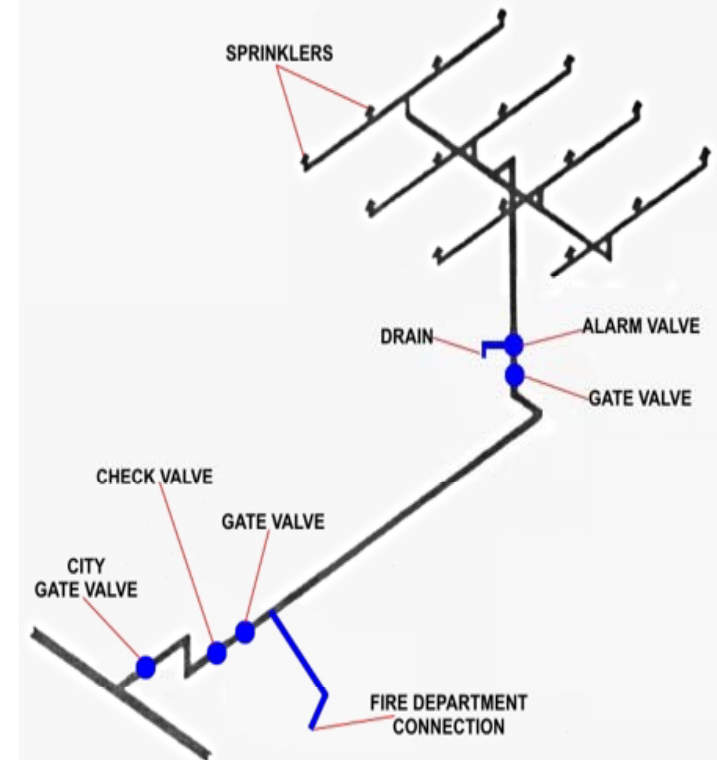 SPRINKLERS
DRAIN
ALARM VALVE
GATE VALVE
CHECK VALVE
GATE VALVE
CITY
GATE VALVE
FIRE DEPARTMENT
CONNECTION